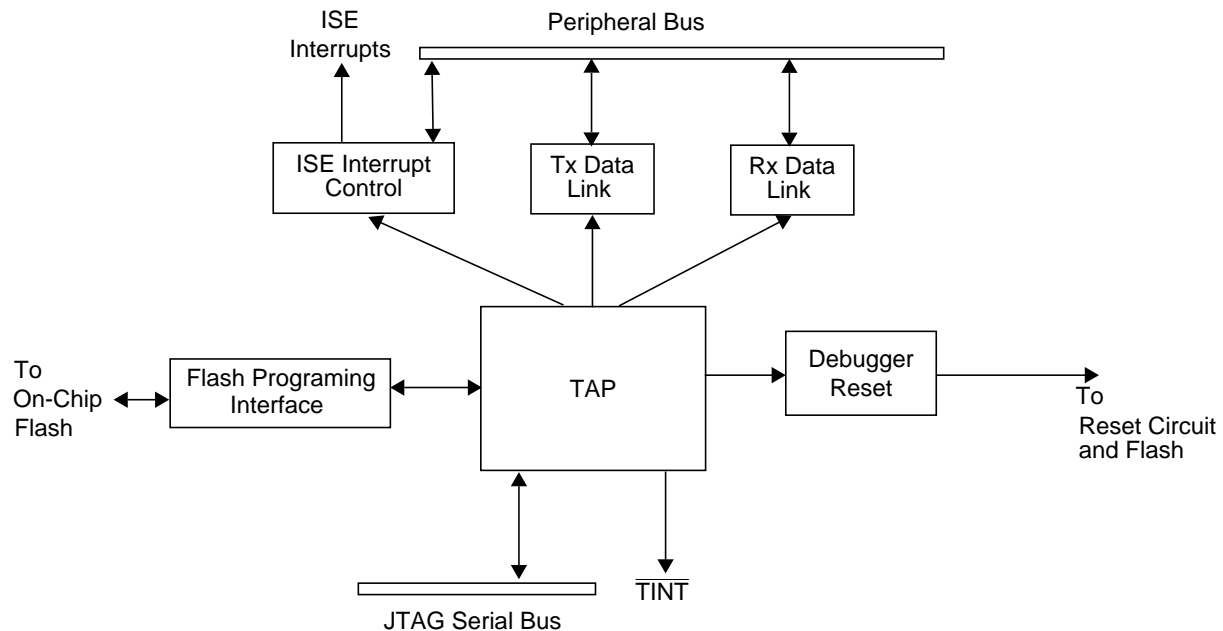 ISE
Interrupts
Peripheral Bus
ISE Interrupt
Control
Tx Data
Link
Rx Data
Link
To
On-Chip
Flash
Flash Programing
Interface
TAP
Debugger
Reset
To
Reset Circuit
and Flash
TINT
JTAG Serial Bus